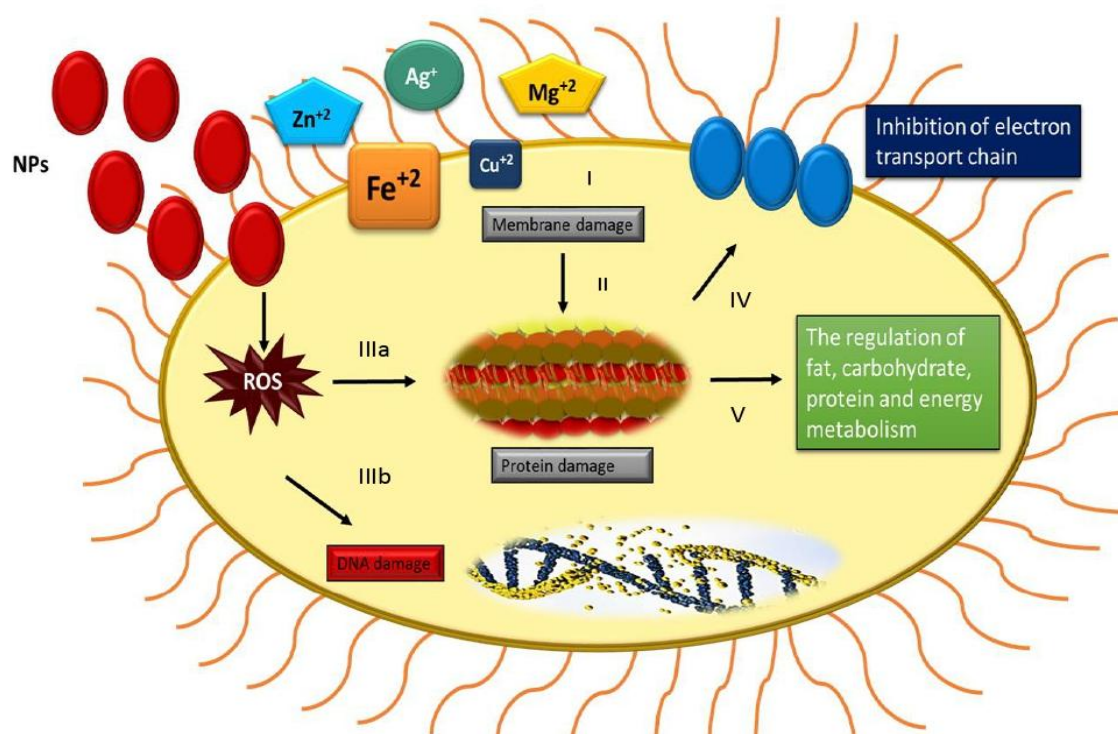 Ag⁺
Mg⁺²
Zn⁺²
Inhibition of electron
transport chain
NPs
Cu⁺²
Fe⁺²
I
Membrane damage
II
IV
IIIa
The regulation of
fat, carbohydrate,
protein and energy
metabolism
ROS
V
Protein damage
IIIb
DNA damage